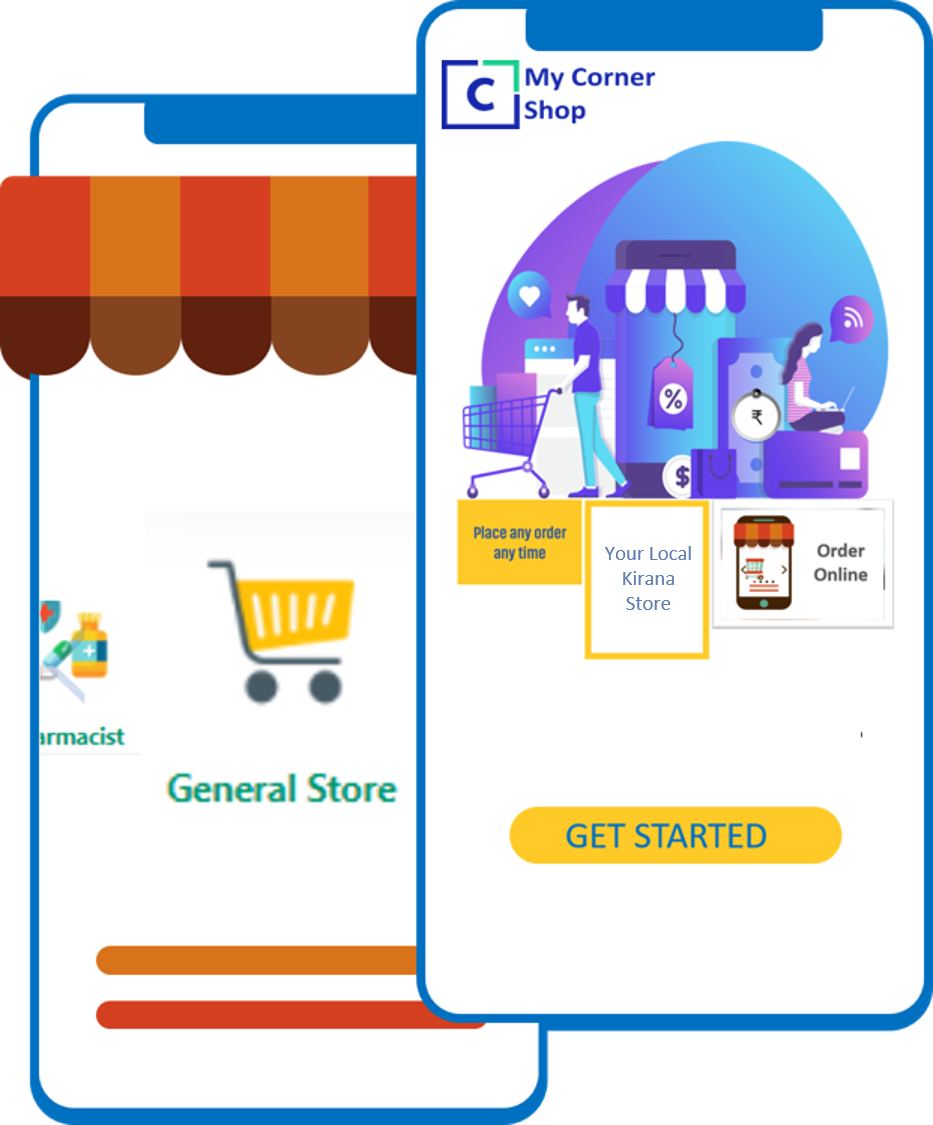 C
My Corner
Shop
%
₹
$
Place any order
any time
Your Local
Kirana
Store
Order
Online
GET STARTED
armacist
General Store